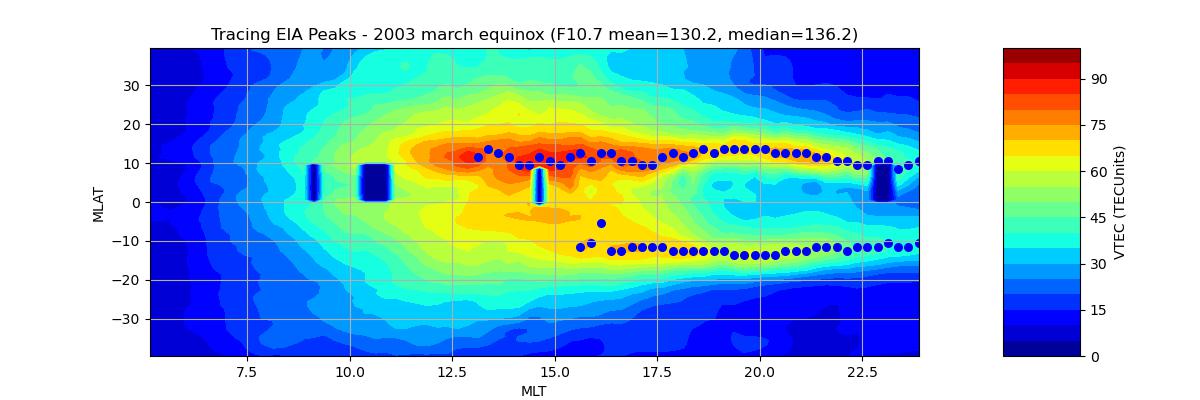 Tracing EIA Peaks - 2003 march equinox (F10.7 mean=130.2, median=136.2)
MLAT
30
20
10
0
−10
−20
−30
7.5 10.0 12.5 15.0 17.5 20.0 22.5
MLT
90
75
60
45
30
15
0
VTEC (TECUnits)